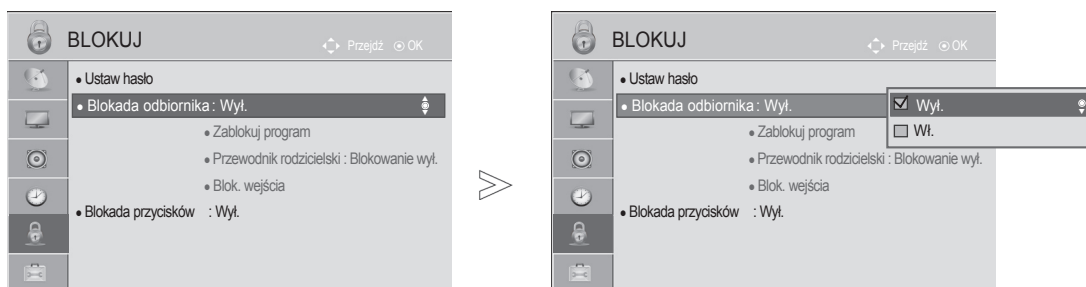 BLOKUJ
Przejdź OK
• Ustaw hasło
• Blokada odbiornika : Wył.
• Zablokuj program
• Przewodnik rodzicielski : Blokowanie wył.
• Blok. wejścia
• Blokada przycisków : Wył.
BLOKUJ
Przejdź OK
• Ustaw hasło
• Blokada odbiornika : Wył.
Wył.
Wł.
• Zablokuj program
• Przewodnik rodzicielski : Blokowanie wył.
• Blok. wejścia
• Blokada przycisków : Wył.